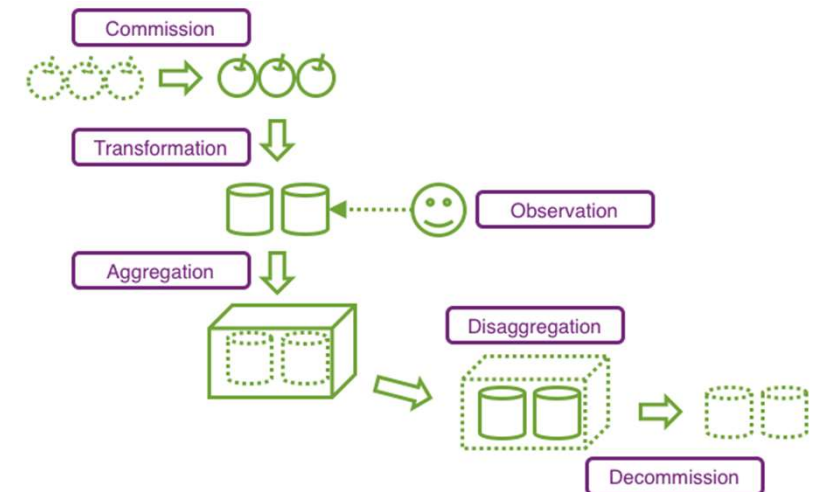 Commission
Transformation
Observation
Aggregation
Disaggregation
Decommission